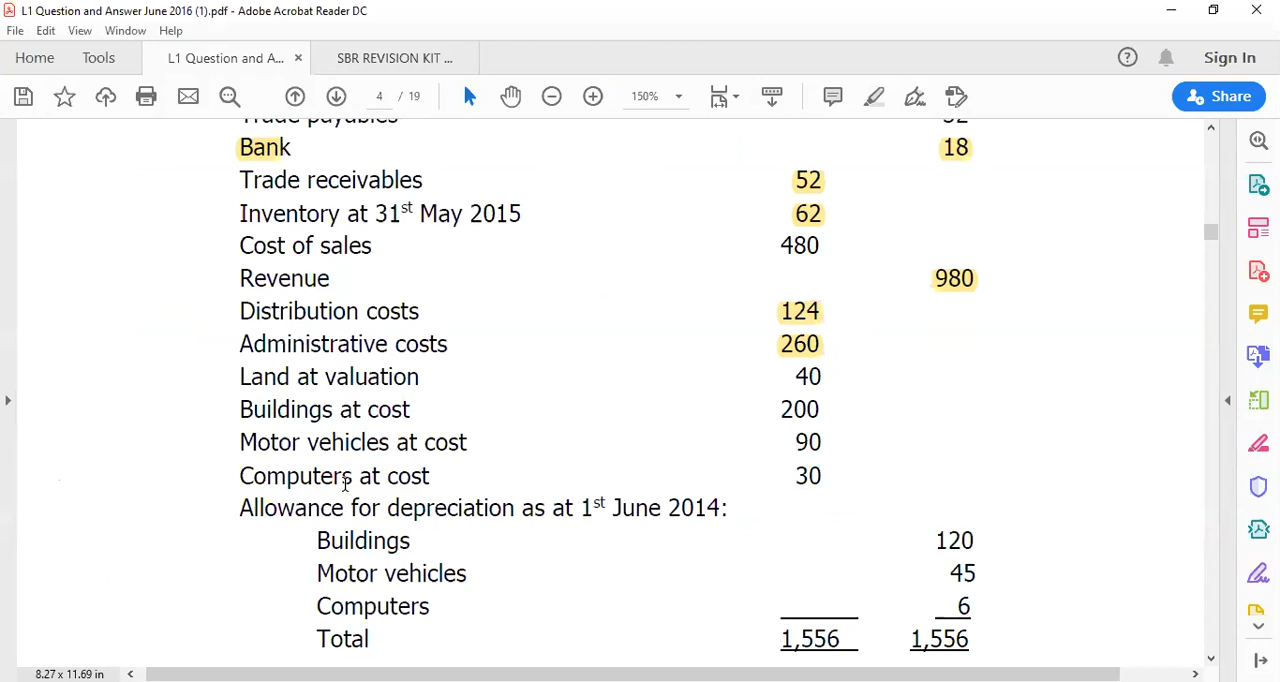 L1 Question and Answer June 2016 (1).pdf - Adobe Acrobat Reader DC
File Edit View Window Help
Home Tools L1 Question and A... × SBR REVISION KIT ... Sign In
4 / 19 150% Share
Trade payables 52
Bank 18
Trade receivables 52
Inventory at 31st May 2015 62
Cost of sales 480
Revenue 980
Distribution costs 124
Administrative costs 260
Land at valuation 40
Buildings at cost 200
Motor vehicles at cost 90
Computers at cost 30
Allowance for depreciation as at 1st June 2014:
Buildings 120
Motor vehicles 45
Computers 6
Total 1,556 1,556
8.27 x 11.69 in